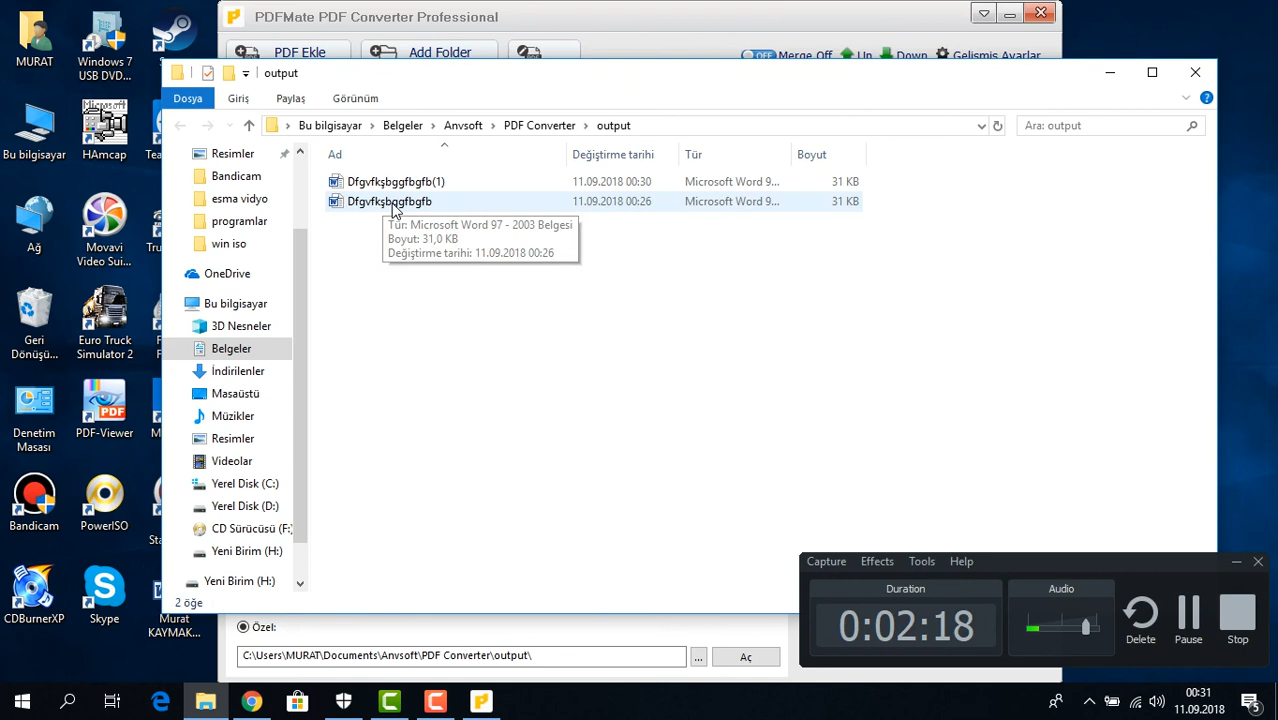 MURAT
Windows 7
USB DVD...
Bu bilgisayar
HAmcap
Ağ
Movavi
Video Sui...
Geri
Dönüşü...
Euro Truck
Simulator 2
Denetim
Masası
PDF-Viewer
Bandicam
PowerISO
CDBurnerXP
Skype
Murat
KAYMAK...
PDFMate PDF Converter Professional
PDF Ekle
Add Folder
OFF Merge Off
Up
Down
Gelişmiş Ayarlar
output
Dosya
Giriş
Paylaş
Görünüm
Bu bilgisayar > Belgeler > Anvsoft > PDF Converter > output
Ara: output
Resimler
Bandicam
esma vidyo
programlar
win iso
OneDrive
Bu bilgisayar
3D Nesneler
Belgeler
İndirilenler
Masaüstü
Müzikler
Resimler
Videolar
Yerel Disk (C:)
Yerel Disk (D:)
CD Sürücüsü (F:)
Yeni Birim (H:)
Yeni Birim (H:)
Ad Değiştirme tarihi Tür Boyut
Dfgvfkşbggfbgfb(1) 11.09.2018 00:30 Microsoft Word 9... 31 KB
Dfgvfkşbggfbgfb 11.09.2018 00:26 Microsoft Word 9... 31 KB
Tür: Microsoft Word 97 - 2003 Belgesi
Boyut: 31,0 KB
Değiştirme tarihi: 11.09.2018 00:26
2 öğe
Özel:
C:\Users\MURAT\Documents\Anvsoft\PDF Converter\output\
...
Aç
Capture Effects Tools Help
Duration
0:02:18
Audio
Delete
Pause
Stop
00:31
11.09.2018
5